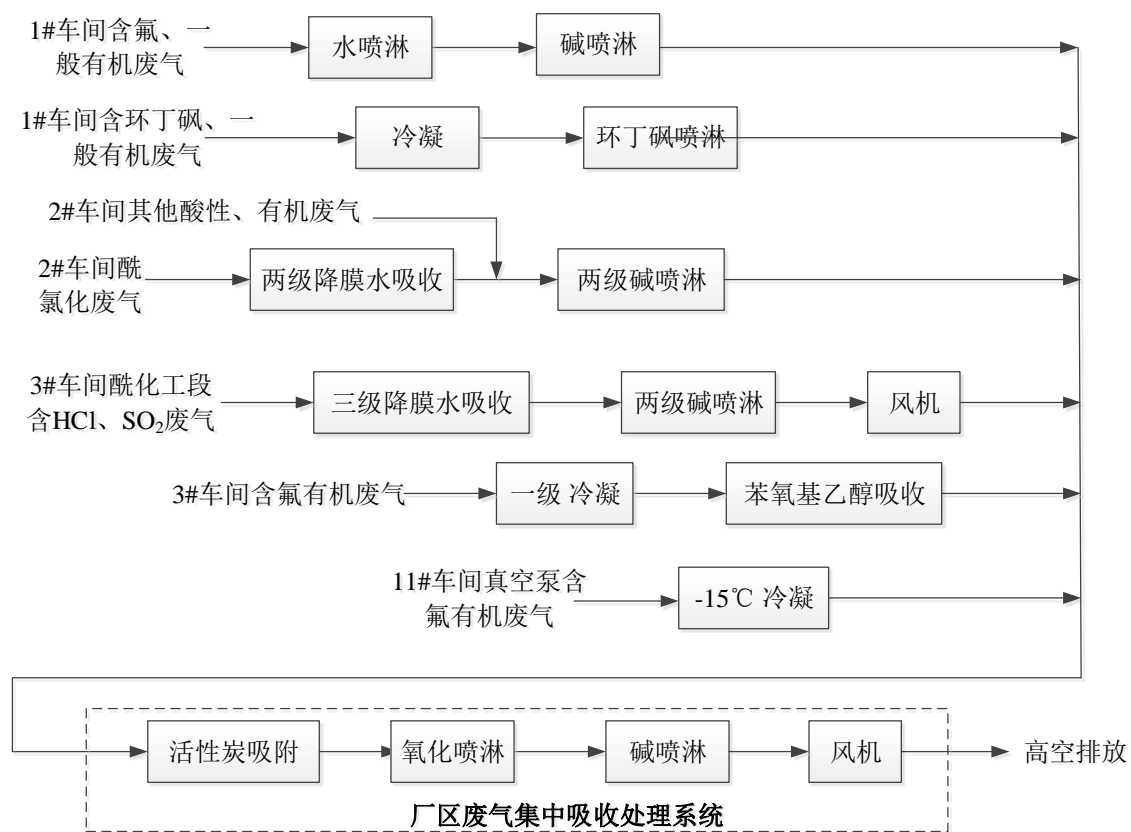 1#车间含氟、一
般有机废气
水喷淋
碱喷淋
1#车间含环丁砜、一
般有机废气
冷凝
环丁砜喷淋
2#车间其他酸性、有机废气
2#车间酰
氯化废气
两级降膜水吸收
两级碱喷淋
3#车间酰化工段
含HCl、SO₂废气
三级降膜水吸收
两级碱喷淋
风机
3#车间含氟有机废气
一级 冷凝
苯氧基乙醇吸收
11#车间真空泵含
氟有机废气
-15℃ 冷凝
活性炭吸附
氧化喷淋
碱喷淋
风机
高空排放
厂区废气集中吸收处理系统